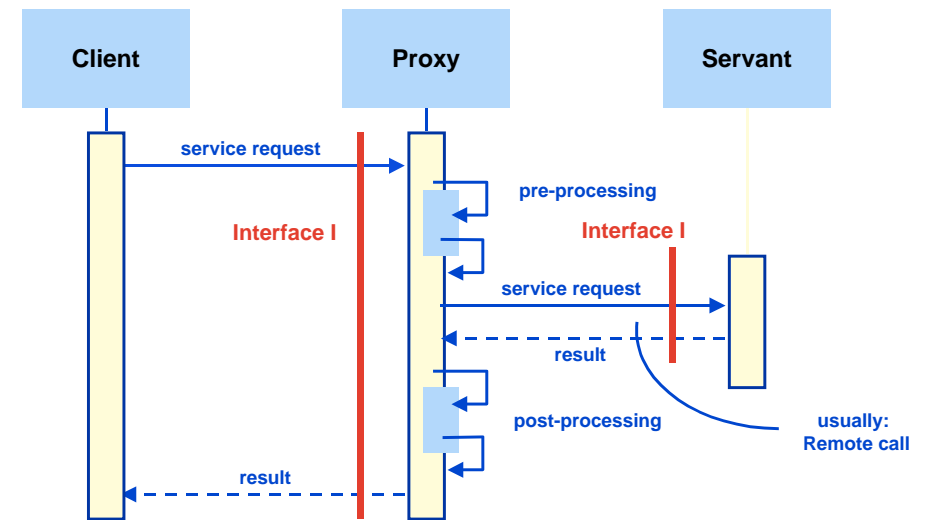 Client
Proxy
Servant
service request
pre-processing
Interface I
Interface I
service request
result
post-processing
usually:
Remote call
result